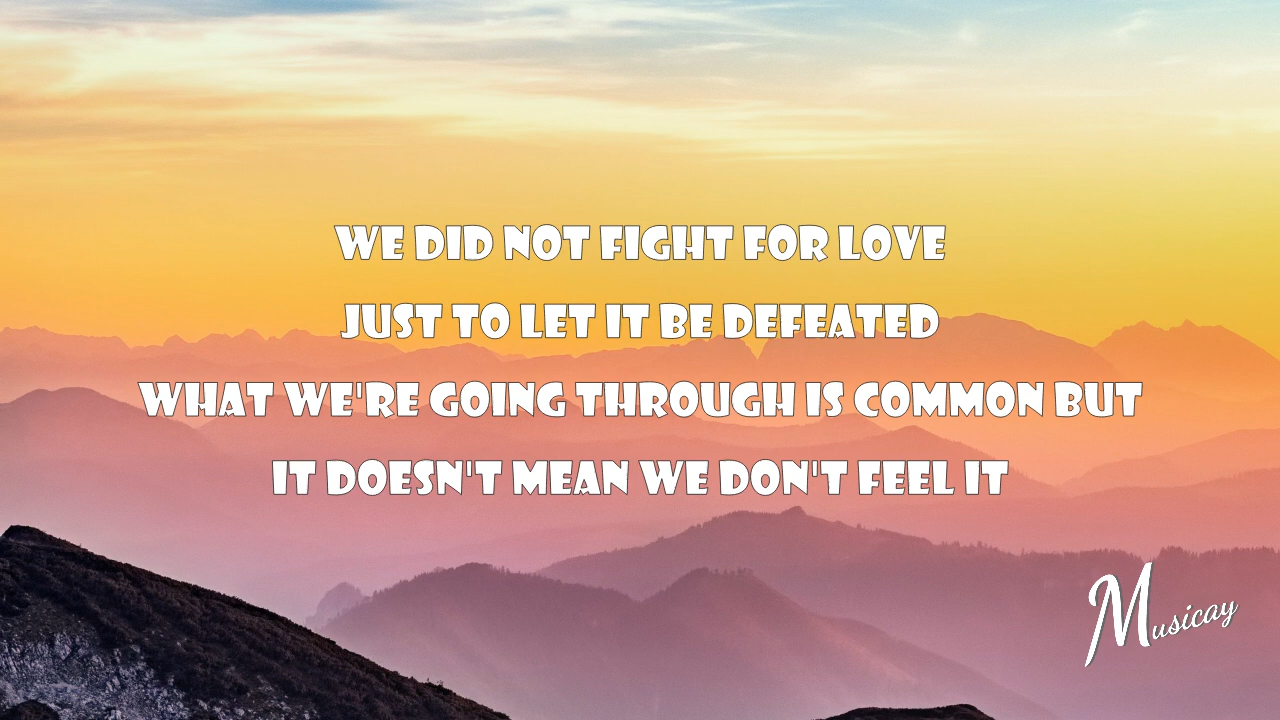 WE DID NOT FIGHT FOR LOVE
JUST TO LET IT BE DEFEATED
WHAT WE'RE GOING THROUGH IS COMMON BUT
IT DOESN'T MEAN WE DON'T FEEL IT
Musicay